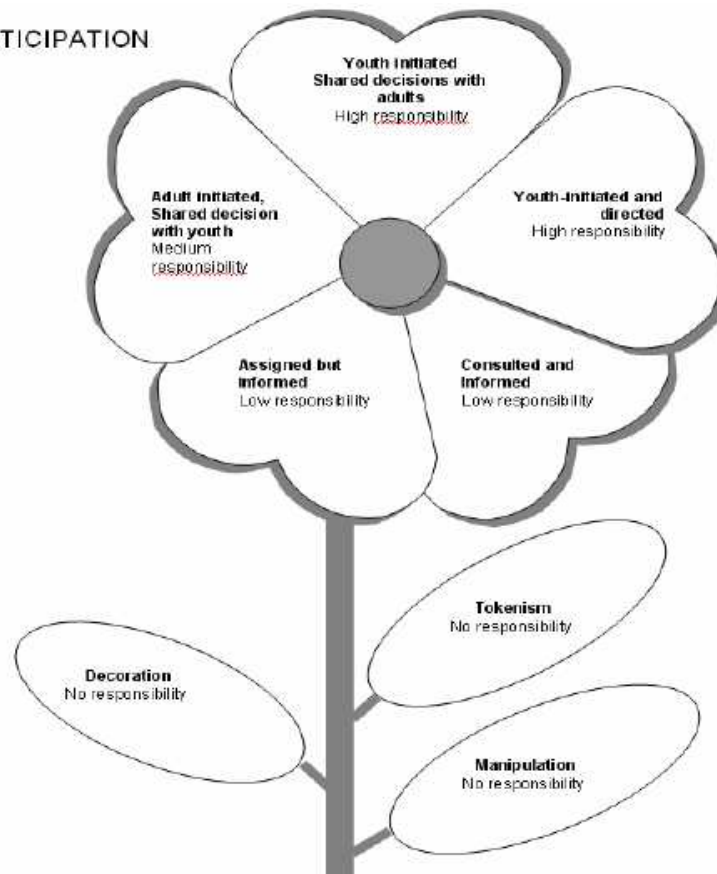 TICIPATION
Youth initiated
Shared decisions with
adults
High responsibility
Adult initiated,
Shared decision
with youth
Medium
responsibility
Youth-initiated and
directed
High responsibility
Assigned but
informed
Low responsibility
Consulted and
Informed
Low responsibility
Tokenism
No responsibility
Decoration
No responsibility
Manipulation
No responsibility